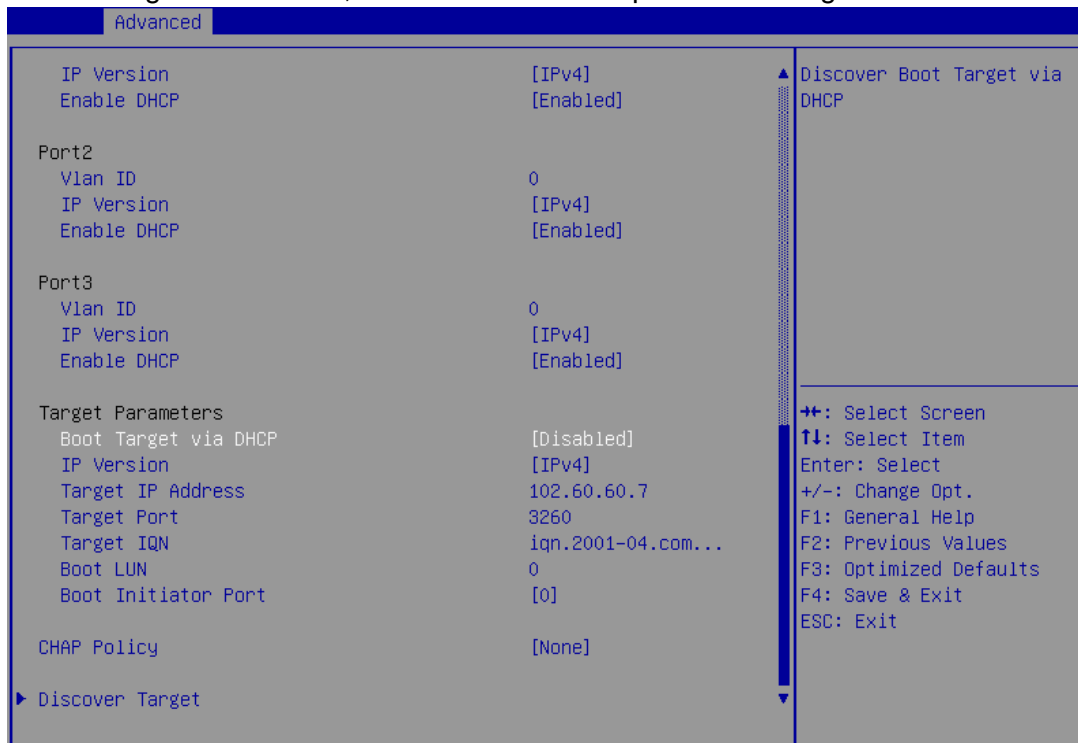 Advanced
IP Version [IPv4]
Enable DHCP [Enabled]
Port2
Vlan ID 0
IP Version [IPv4]
Enable DHCP [Enabled]
Port3
Vlan ID 0
IP Version [IPv4]
Enable DHCP [Enabled]
Target Parameters
Boot Target via DHCP [Disabled]
IP Version [IPv4]
Target IP Address 102.60.60.7
Target Port 3260
Target IQN iqn.2001-04.com...
Boot LUN 0
Boot Initiator Port [0]
CHAP Policy [None]
Discover Target
Discover Boot Target via
DHCP
→←: Select Screen
↑↓: Select Item
Enter: Select
+/-: Change Opt.
F1: General Help
F2: Previous Values
F3: Optimized Defaults
F4: Save & Exit
ESC: Exit